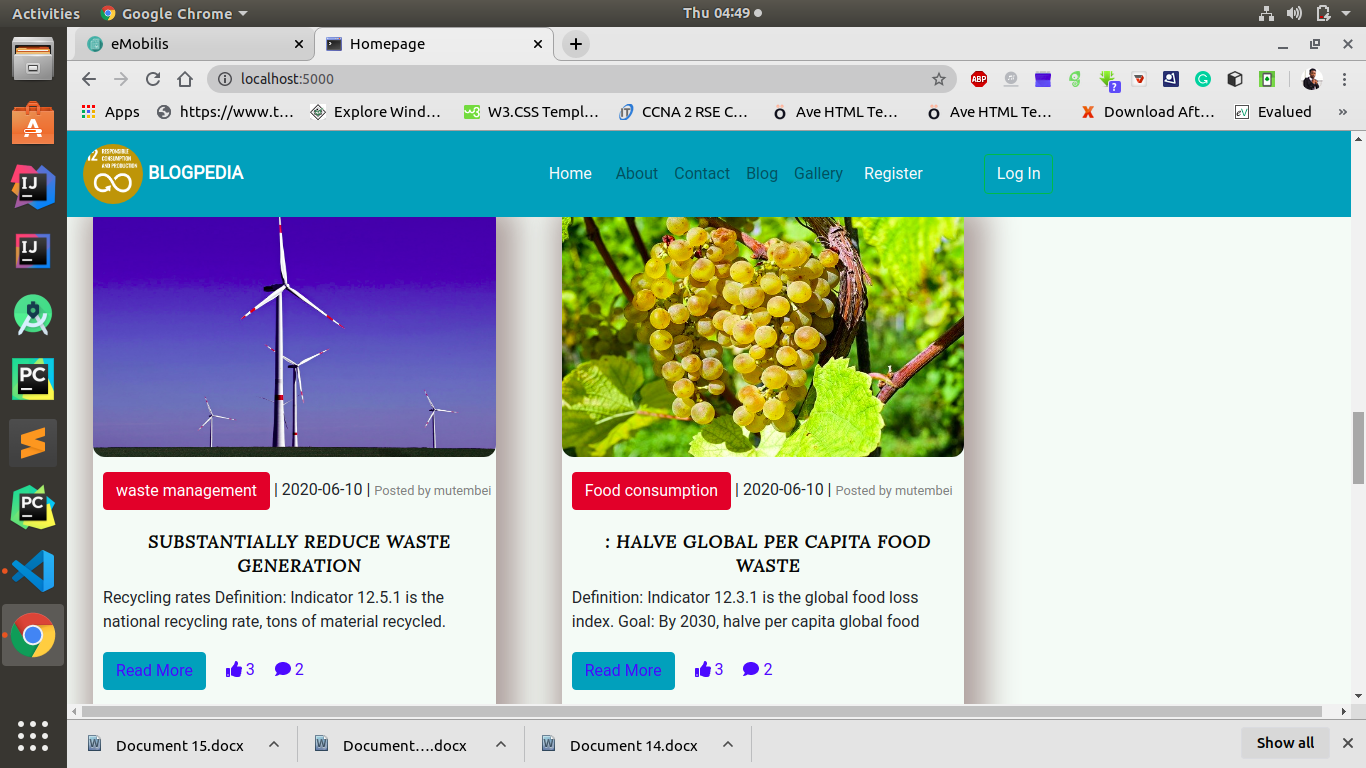 Activities
Google Chrome
Thu 04:49
eMobilis
Homepage
localhost:5000
ABP
?
Apps
https://www.t…
Explore Wind…
W3.CSS Templ…
CCNA 2 RSE C…
Ave HTML Te…
Ave HTML Te…
Download Aft…
Evalued
»
12 RESPONSIBLE
CONSUMPTION
AND PRODUCTION
BLOGPEDIA
Home
About
Contact
Blog
Gallery
Register
Log In
waste management | 2020-06-10 | Posted by mutembei
SUBSTANTIALLY REDUCE WASTE
GENERATION
Recycling rates Definition: Indicator 12.5.1 is the
national recycling rate, tons of material recycled.
Read More 3 2
Food consumption | 2020-06-10 | Posted by mutembei
: HALVE GLOBAL PER CAPITA FOOD
WASTE
Definition: Indicator 12.3.1 is the global food loss
index. Goal: By 2030, halve per capita global food
Read More 3 2
IJ
IJ
PC
PC
Document 15.docx
Document….docx
Document 14.docx
Show all